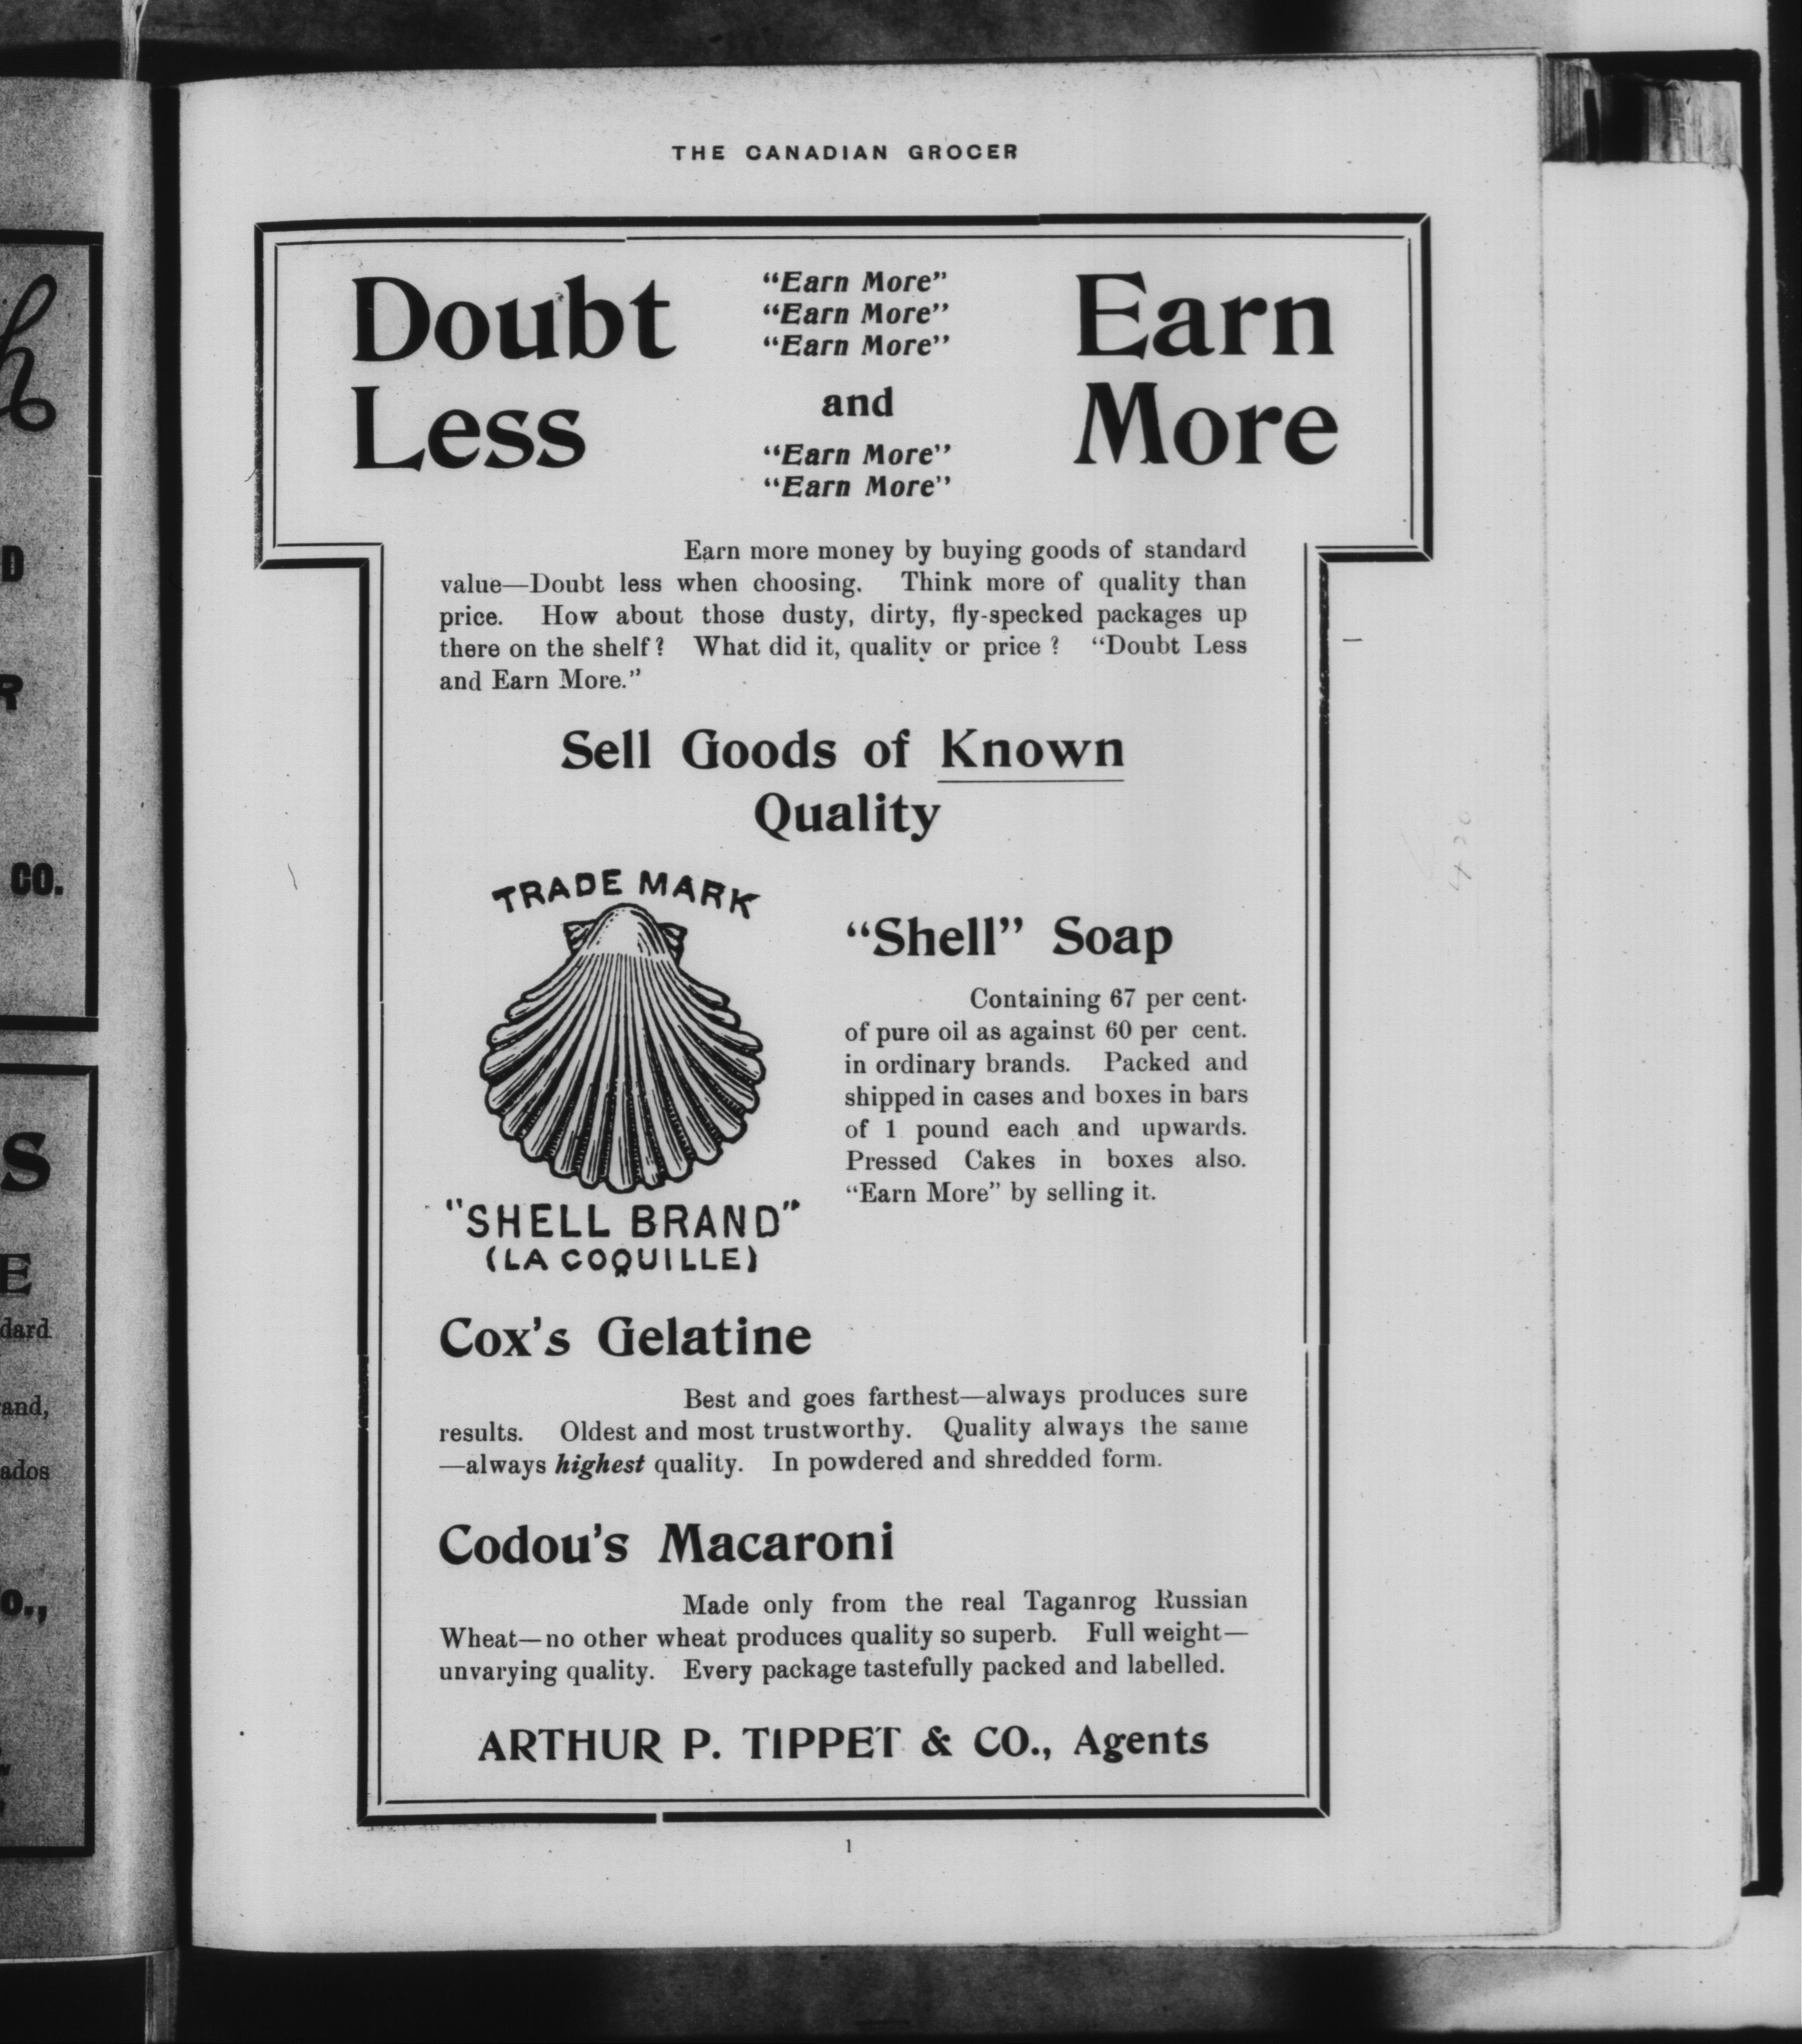 THE CANADIAN GROCER
Doubt
Less
"Earn More"
"Earn More"
"Earn More"
and
"Earn More"
"Earn More"
Earn
More
Earn more money by buying goods of standard
value—Doubt less when choosing. Think more of quality than
price. How about those dusty, dirty, fly-specked packages up
there on the shelf? What did it, quality or price? "Doubt Less
and Earn More."
Sell Goods of Known
Quality
TRADE MARK
"SHELL BRAND"
(LA COQUILLE)
"Shell" Soap
Containing 67 per cent.
of pure oil as against 60 per cent.
in ordinary brands. Packed and
shipped in cases and boxes in bars
of 1 pound each and upwards.
Pressed Cakes in boxes also.
"Earn More" by selling it.
Cox's Gelatine
Best and goes farthest—always produces sure
results. Oldest and most trustworthy. Quality always the same
—always highest quality. In powdered and shredded form.
Codou's Macaroni
Made only from the real Taganrog Russian
Wheat—no other wheat produces quality so superb. Full weight—
unvarying quality. Every package tastefully packed and labelled.
ARTHUR P. TIPPET & CO., Agents
1
CO.